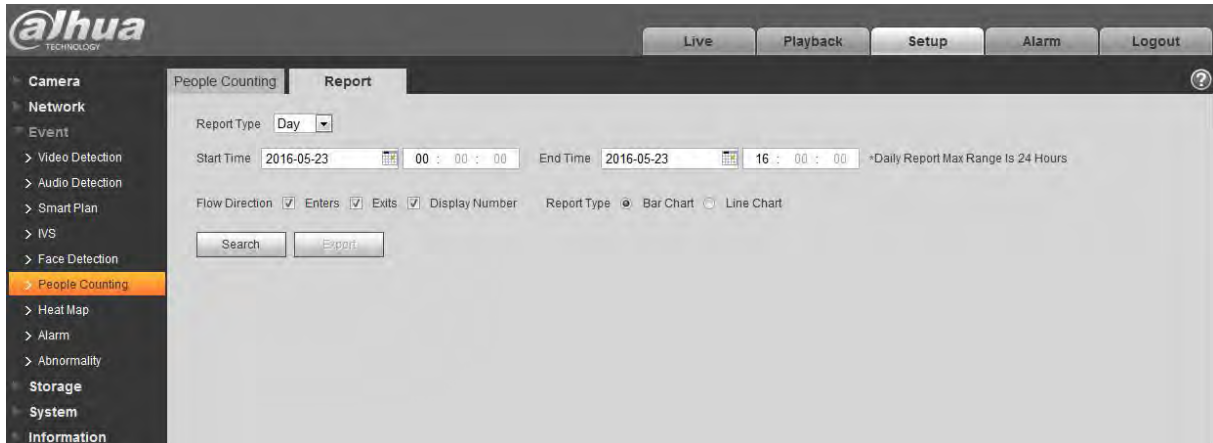 alhua
TECHNOLOGY
Live Playback Setup Alarm Logout
Camera
Network
Event
> Video Detection
> Audio Detection
> Smart Plan
> IVS
> Face Detection
> People Counting
> Heat Map
> Alarm
> Abnormality
Storage
System
Information
People Counting Report
?
Report Type Day
Start Time 2016-05-23 00 : 00 : 00 End Time 2016-05-23 16 : 00 : 00 *Daily Report Max Range Is 24 Hours
Flow Direction Enters Exits Display Number Report Type Bar Chart Line Chart
Search Export